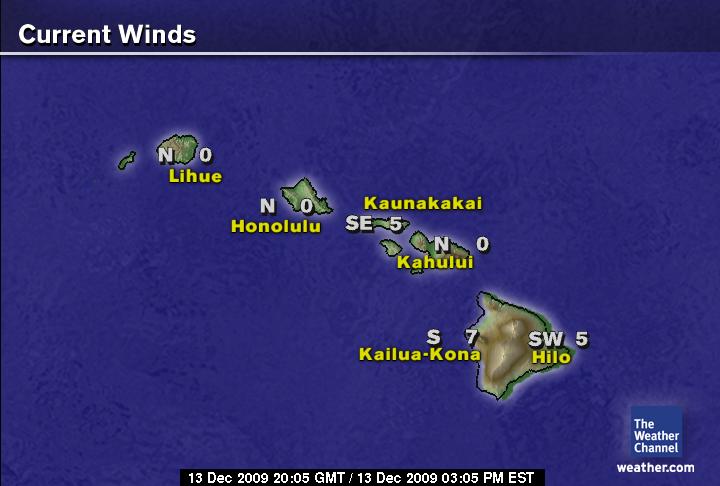 Current Winds
N 0
Lihue
N 0
Honolulu
Kaunakakai
SE 5
N 0
Kahului
S 7
Kailua-Kona
SW 5
Hilo
The
Weather
Channel
weather.com
13 Dec 2009 20:05 GMT / 13 Dec 2009 03:05 PM EST